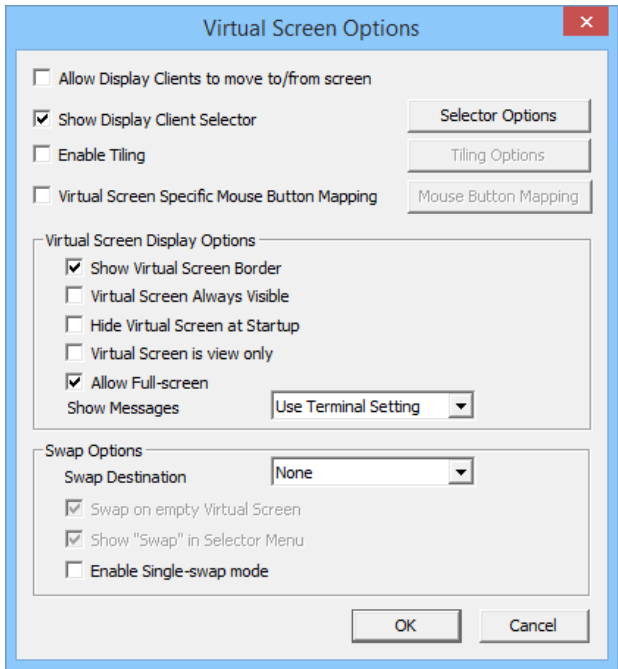 Virtual Screen Options
Allow Display Clients to move to/from screen
Show Display Client Selector
Selector Options
Enable Tiling
Tiling Options
Virtual Screen Specific Mouse Button Mapping
Mouse Button Mapping
Virtual Screen Display Options
Show Virtual Screen Border
Virtual Screen Always Visible
Hide Virtual Screen at Startup
Virtual Screen is view only
Allow Full-screen
Show Messages
Use Terminal Setting
Swap Options
Swap Destination
None
Swap on empty Virtual Screen
Show "Swap" in Selector Menu
Enable Single-swap mode
OK
Cancel